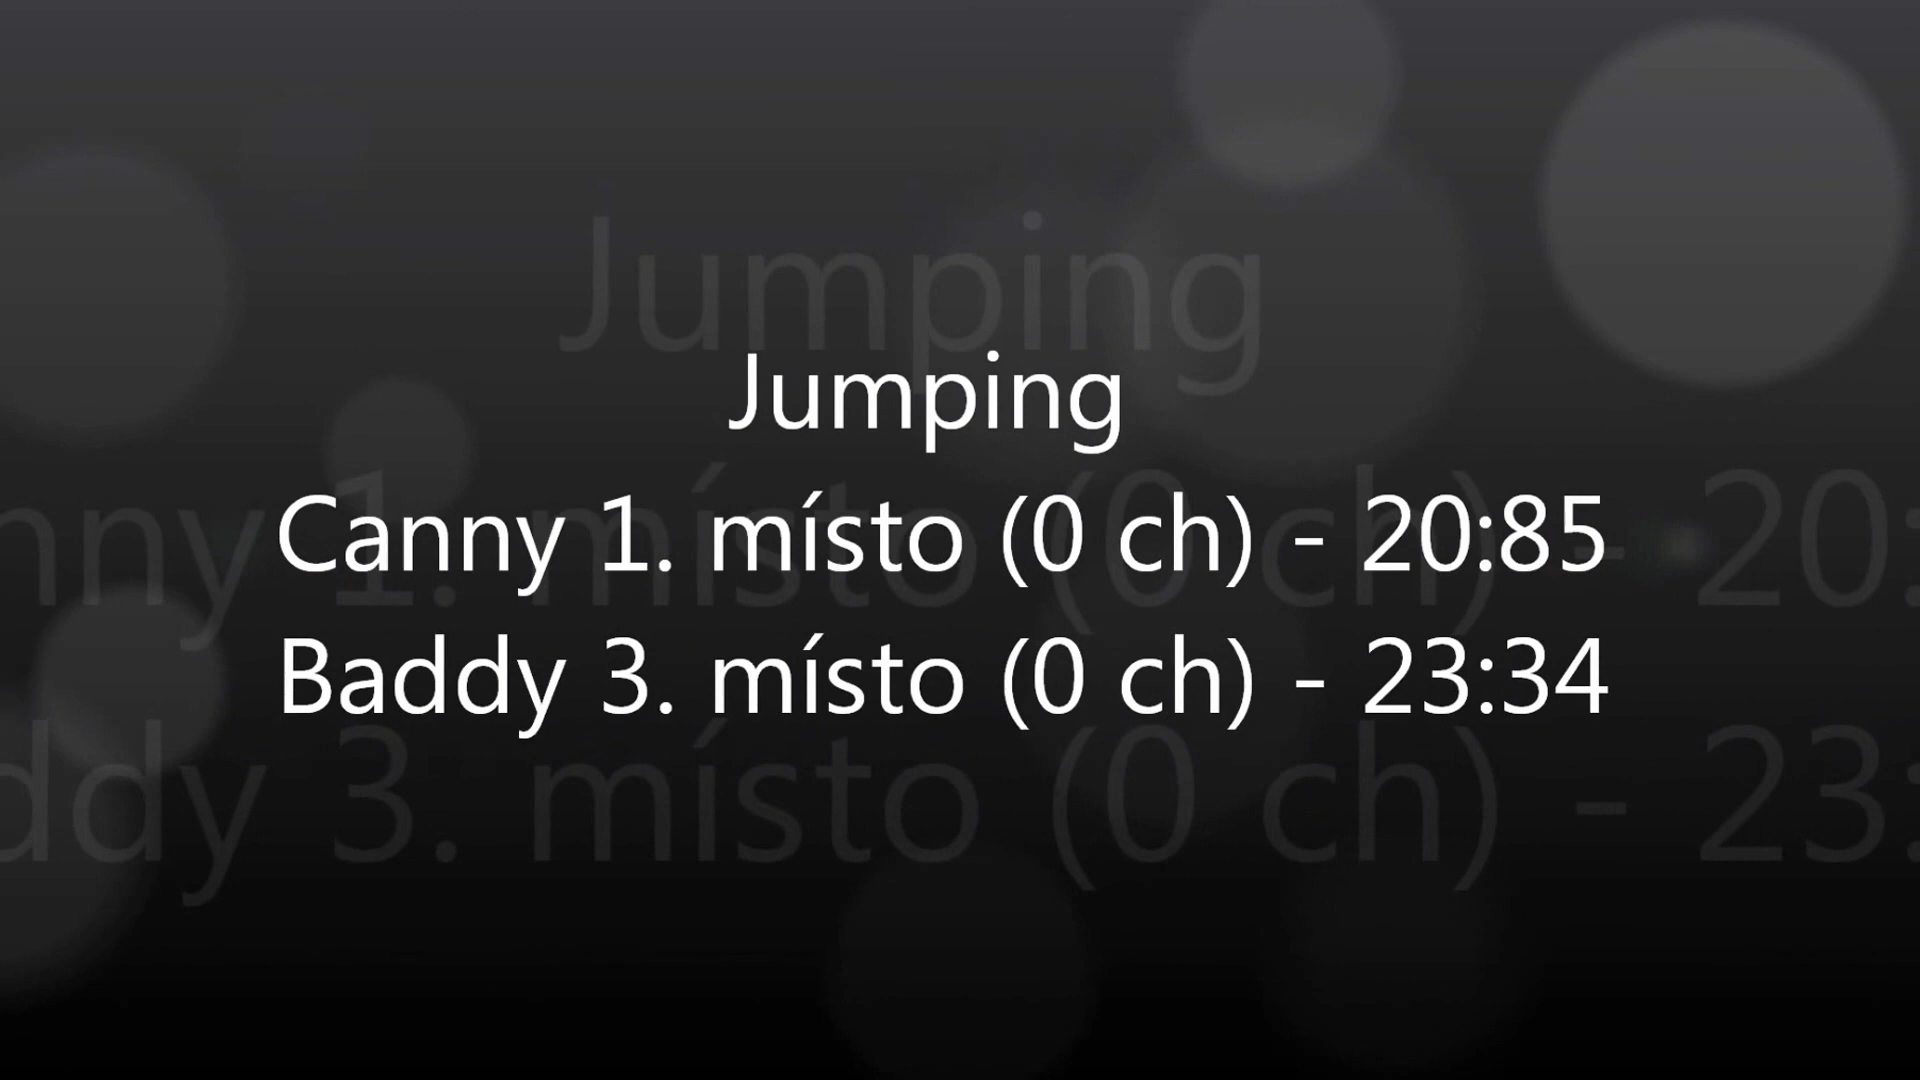 Jumping
Canny 1. místo (0 ch) - 20:85
Baddy 3. místo (0 ch) - 23:34